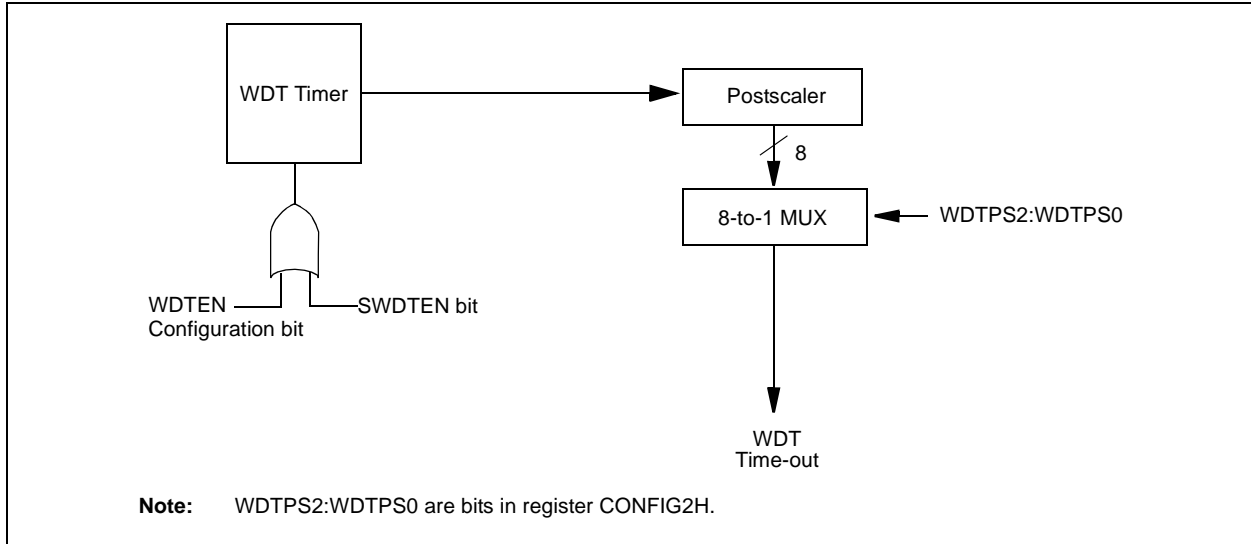 WDT Timer
Postscaler
8
8-to-1 MUX
WDTPS2:WDTPS0
WDTEN
Configuration bit
SWDTEN bit
WDT
Time-out
Note: WDTPS2:WDTPS0 are bits in register CONFIG2H.